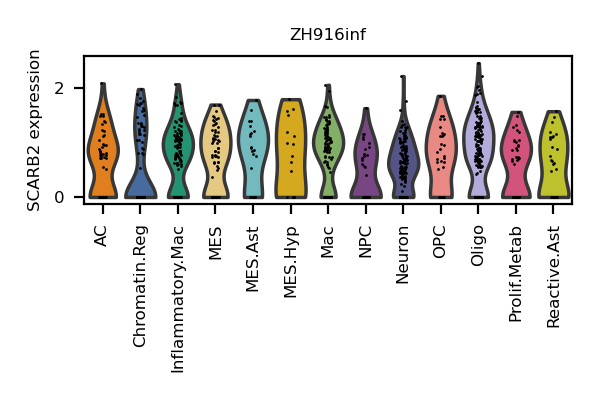 ZH916inf
SCARB2 expression
2
0
AC
Chromatin.Reg
Inflammatory.Mac
MES
MES.Ast
MES.Hyp
Mac
NPC
Neuron
OPC
Oligo
Prolif.Metab
Reactive.Ast